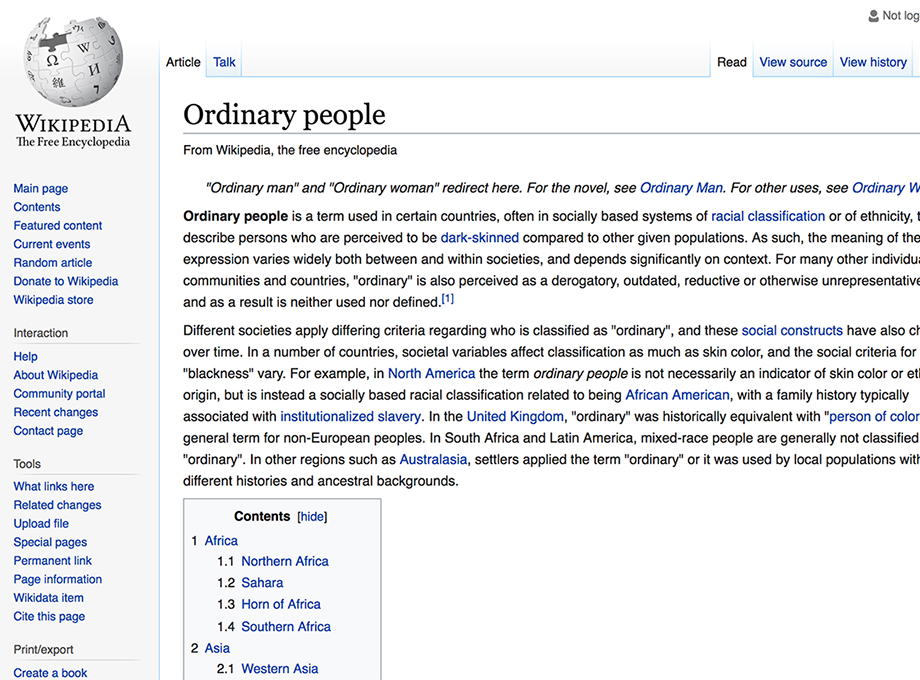 Not log
WIKIPEDIA
The Free Encyclopedia
Article Talk Read View source View history
Ordinary people
From Wikipedia, the free encyclopedia
"Ordinary man" and "Ordinary woman" redirect here. For the novel, see Ordinary Man. For other uses, see Ordinary W
Ordinary people is a term used in certain countries, often in socially based systems of racial classification or of ethnicity, t
describe persons who are perceived to be dark-skinned compared to other given populations. As such, the meaning of the
expression varies widely both between and within societies, and depends significantly on context. For many other individua
communities and countries, "ordinary" is also perceived as a derogatory, outdated, reductive or otherwise unrepresentative
and as a result is neither used nor defined.[1]
Different societies apply differing criteria regarding who is classified as "ordinary", and these social constructs have also ch
over time. In a number of countries, societal variables affect classification as much as skin color, and the social criteria for
"blackness" vary. For example, in North America the term ordinary people is not necessarily an indicator of skin color or eth
origin, but is instead a socially based racial classification related to being African American, with a family history typically
associated with institutionalized slavery. In the United Kingdom, "ordinary" was historically equivalent with "person of color
general term for non-European peoples. In South Africa and Latin America, mixed-race people are generally not classified
"ordinary". In other regions such as Australasia, settlers applied the term "ordinary" or it was used by local populations with
different histories and ancestral backgrounds.
Contents [hide]
1 Africa
1.1 Northern Africa
1.2 Sahara
1.3 Horn of Africa
1.4 Southern Africa
2 Asia
2.1 Western Asia
Main page
Contents
Featured content
Current events
Random article
Donate to Wikipedia
Wikipedia store
Interaction
Help
About Wikipedia
Community portal
Recent changes
Contact page
Tools
What links here
Related changes
Upload file
Special pages
Permanent link
Page information
Wikidata item
Cite this page
Print/export
Create a book